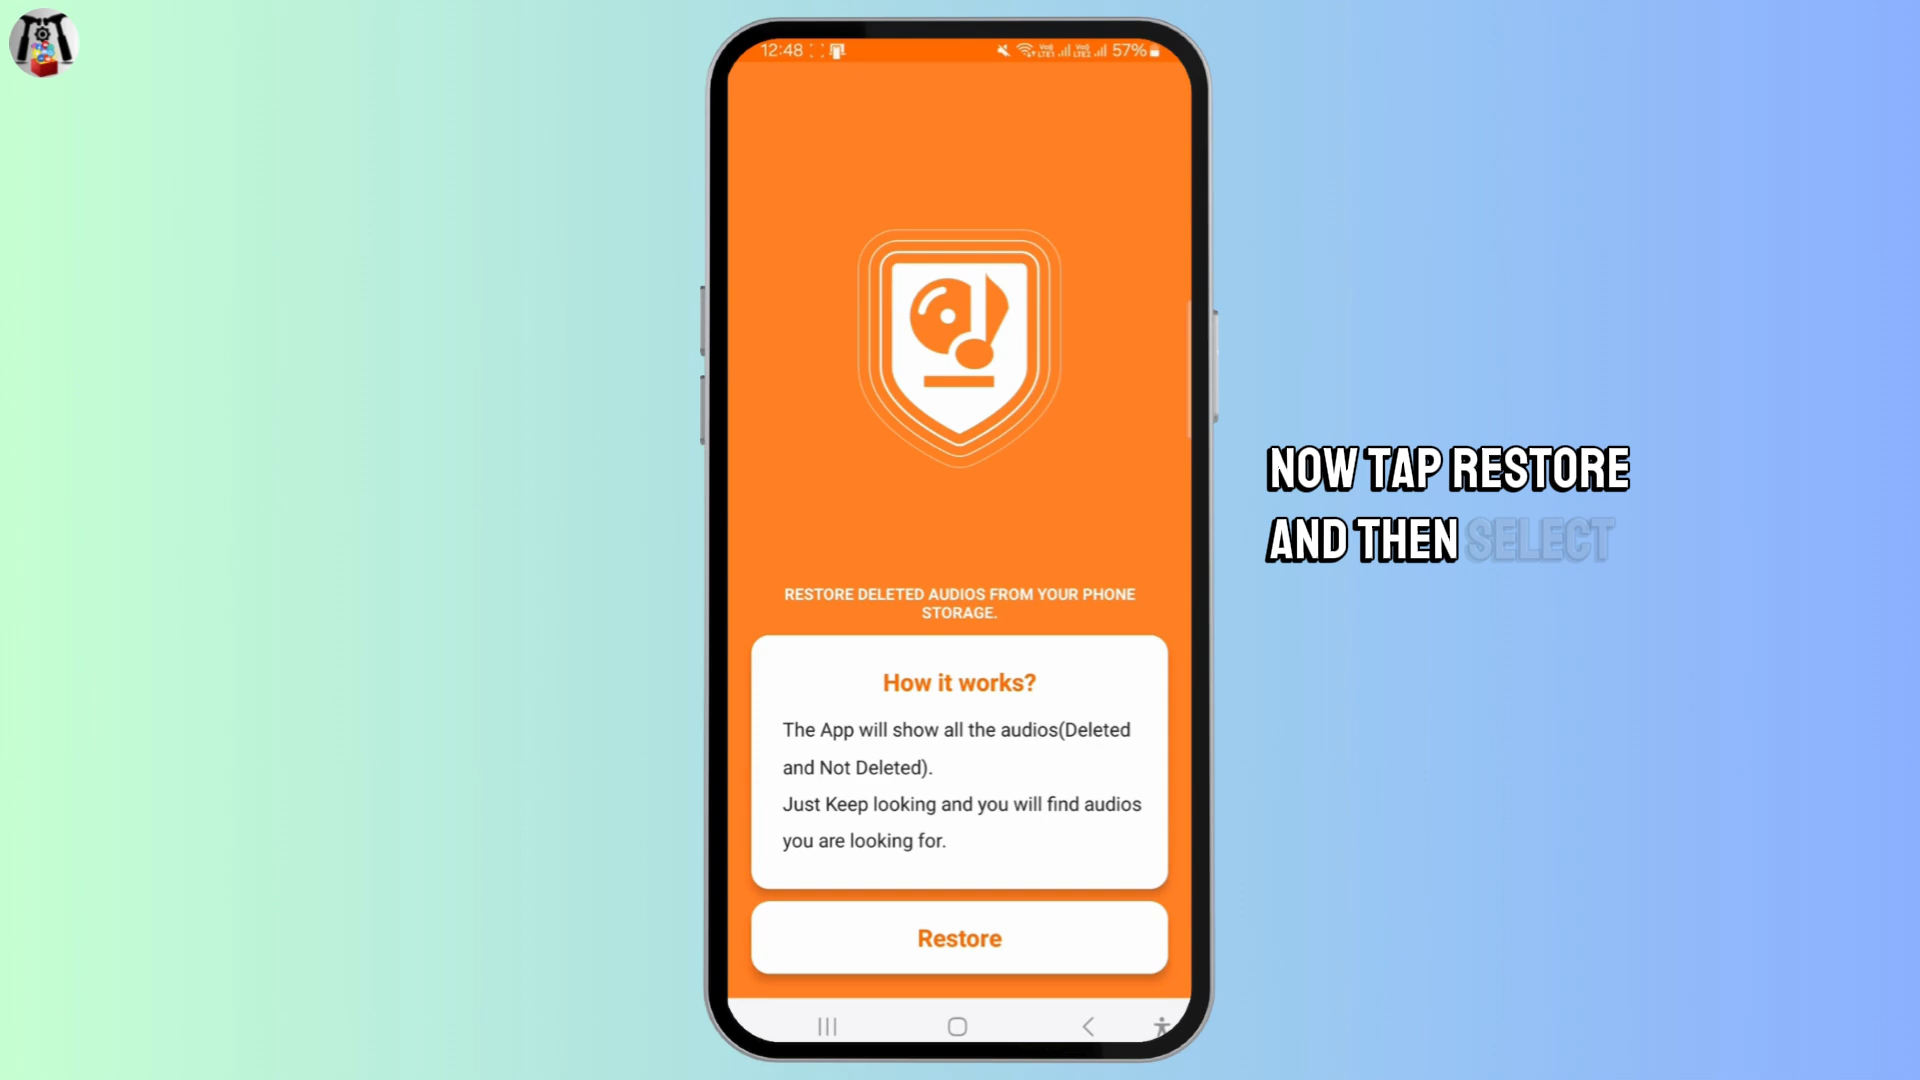 12:48
57%
NOW TAP RESTORE
AND THEN SELECT
RESTORE DELETED AUDIOS FROM YOUR PHONE
STORAGE.
How it works?
The App will show all the audios(Deleted
and Not Deleted).
Just Keep looking and you will find audios
you are looking for.
Restore